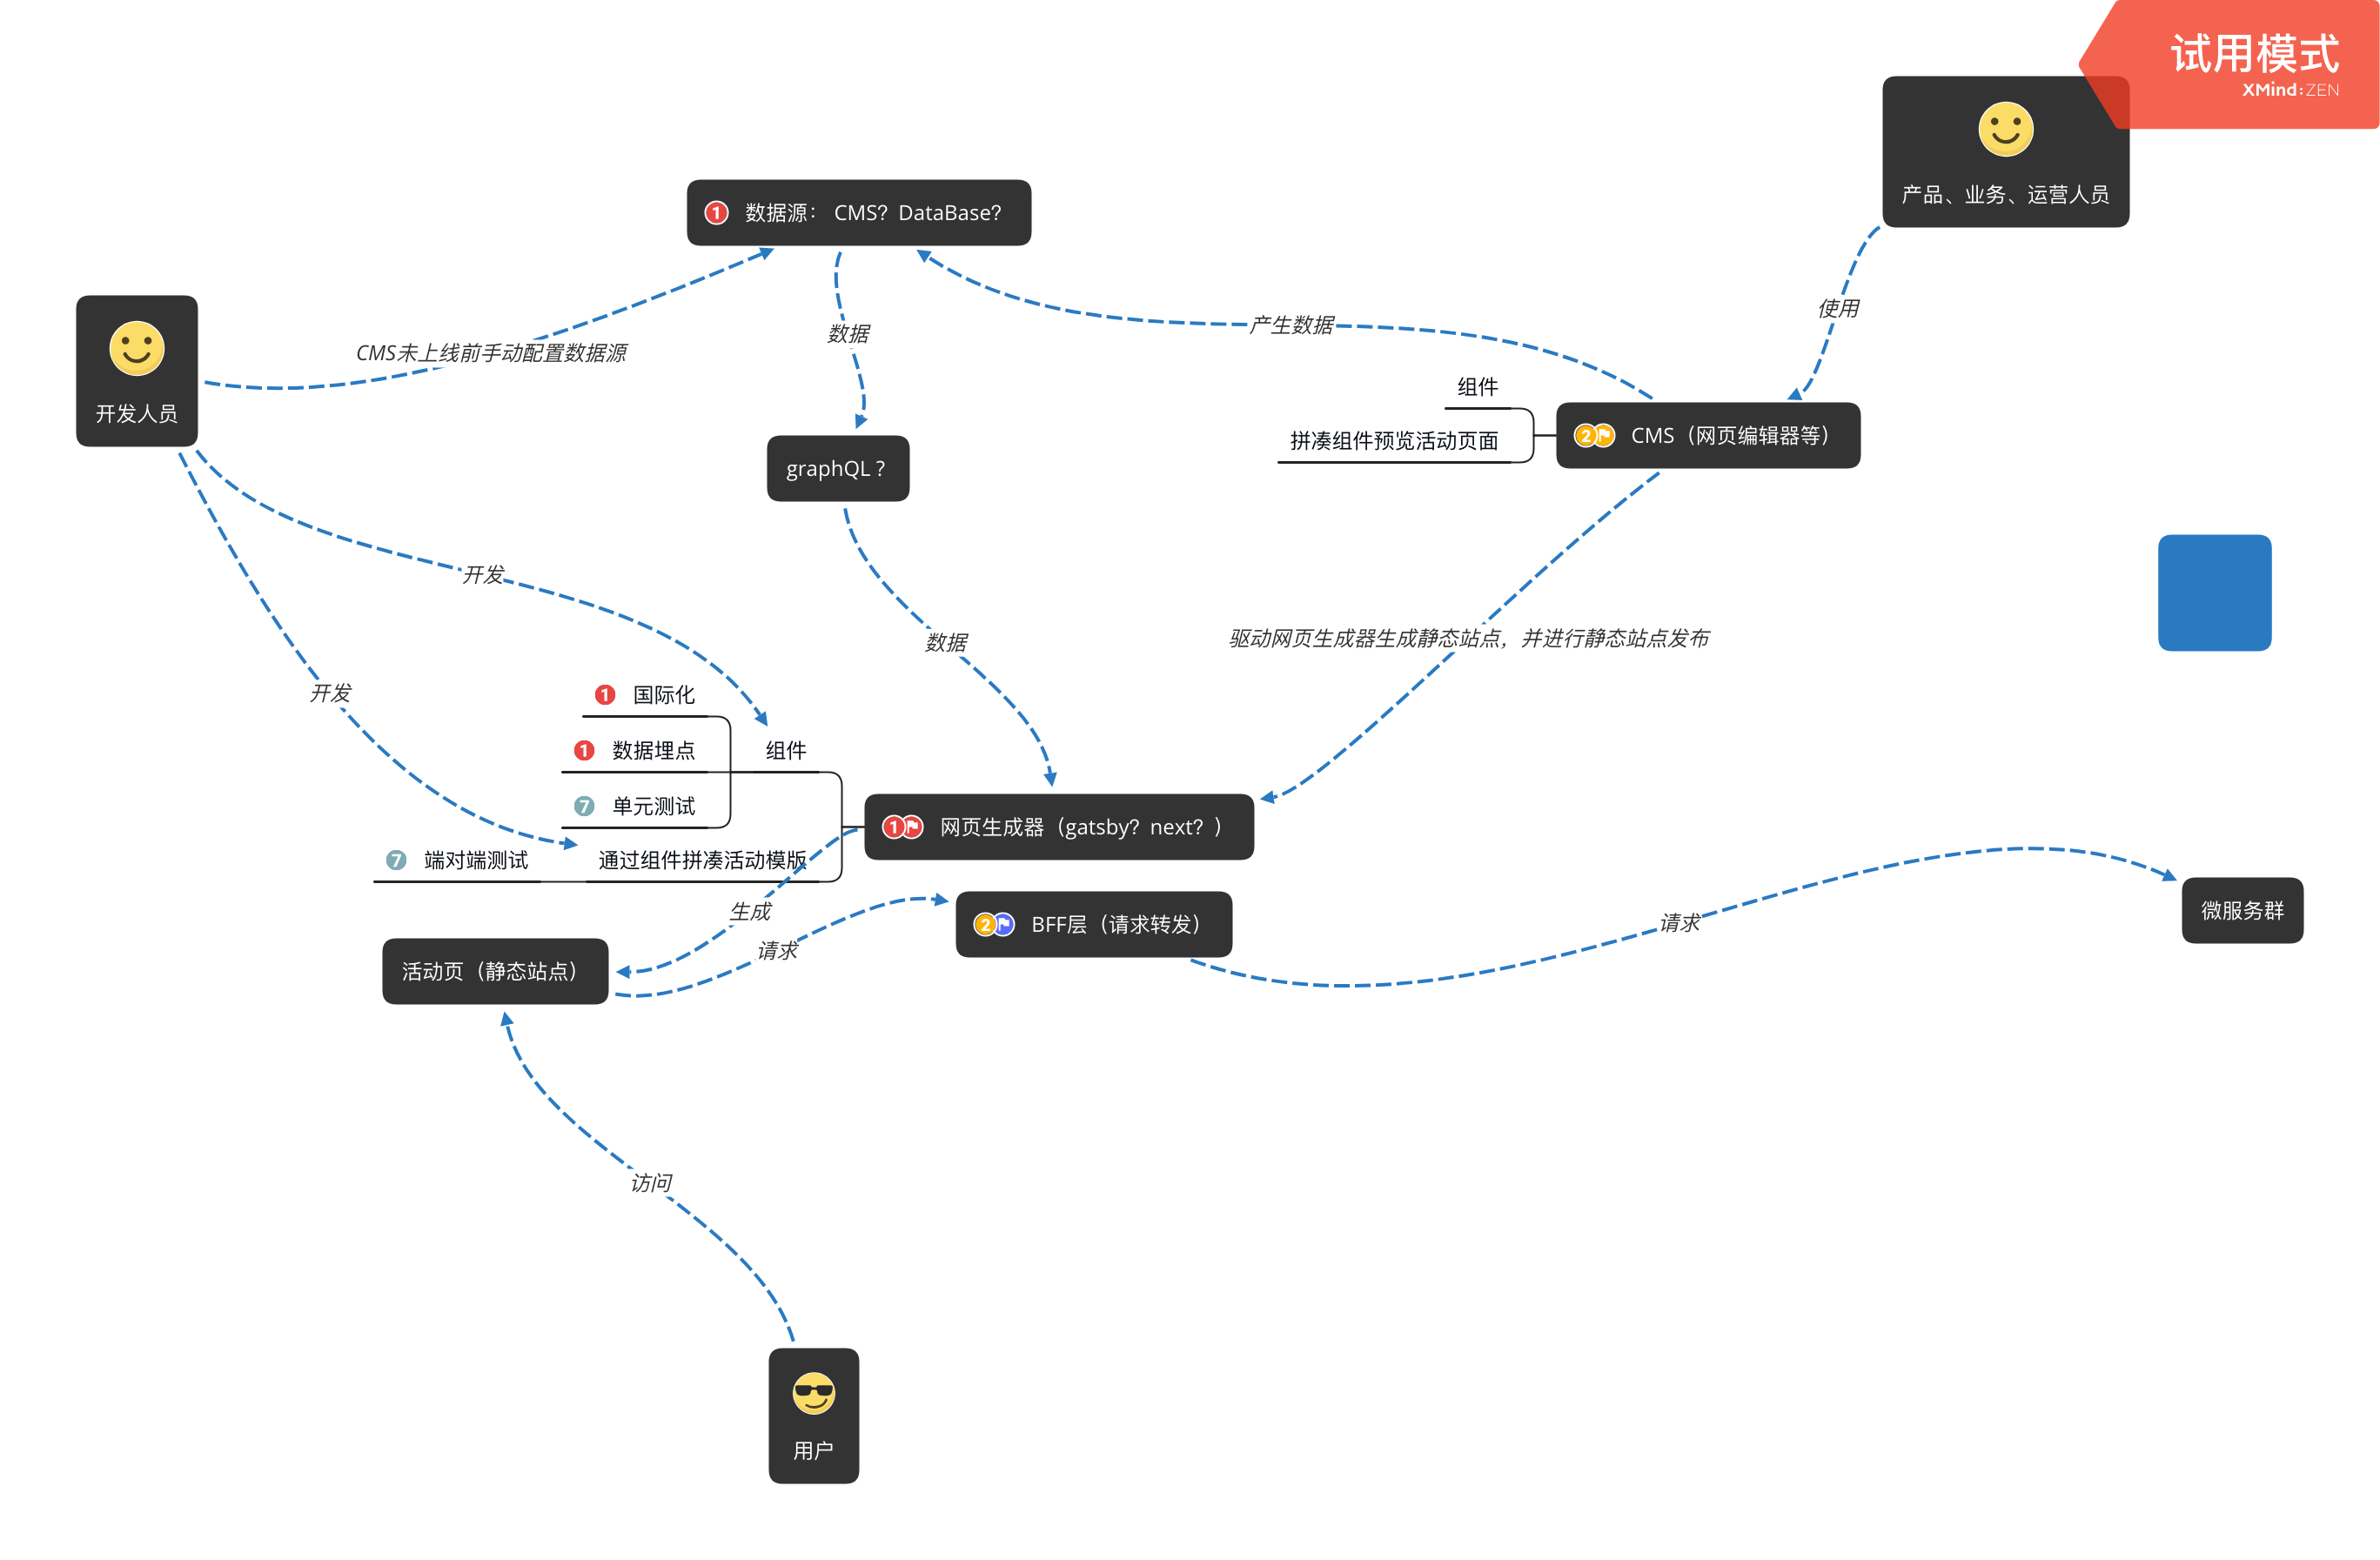 试用模式
XMind:ZEN
产品、业务、运营人员
1 数据源： CMS？DataBase？
使用
产生数据
数据
CMS未上线前手动配置数据源
组件
开发人员
拼凑组件预览活动页面
2 CMS（网页编辑器等）
graphQL ?
开发
数据
驱动网页生成器生成静态站点，并进行静态站点发布
开发
1 国际化
1 数据埋点
组件
7 单元测试
1 网页生成器（gatsby？next？）
7 端对端测试
通过组件拼凑活动模版
生成
微服务群
2 BFF层（请求转发）
请求
请求
活动页（静态站点）
访问
用户